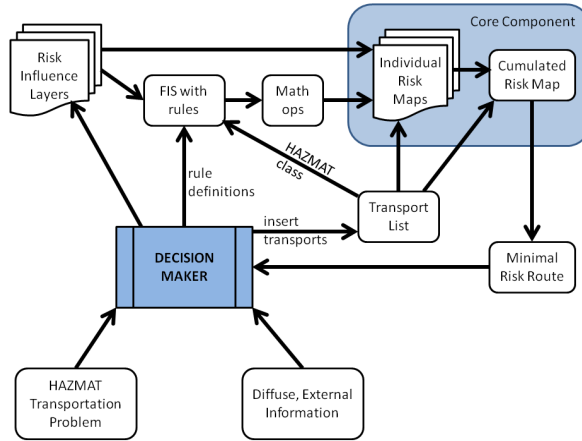 Core Component
Risk
Influence
Layers
FIS with
rules
Math
ops
Individual
Risk
Maps
Cumulated
Risk Map
HAZMAT
class
rule
definitions
insert
transports
Transport
List
DECISION
MAKER
Minimal
Risk Route
HAZMAT
Transportation
Problem
Diffuse, External
Information